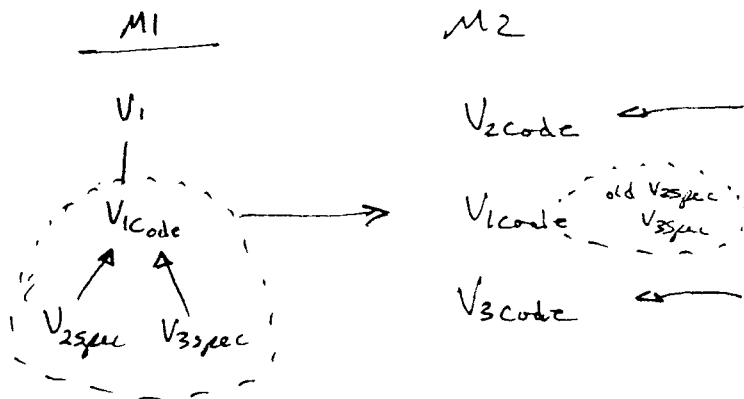 M1
M2
V1
V2code
V1code
old V2spec
V1code
V3spec
V2spec V3spec
V3code